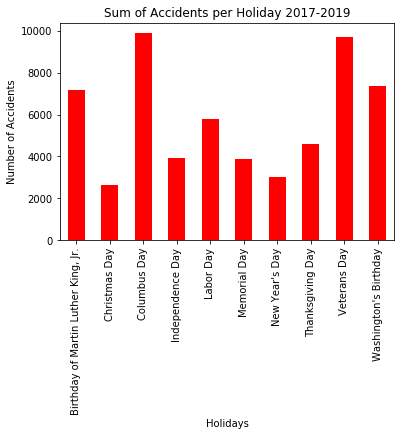 Sum of Accidents per Holiday 2017-2019
Number of Accidents
10000
8000
6000
4000
2000
0
Birthday of Martin Luther King, Jr.
Christmas Day
Columbus Day
Independence Day
Labor Day
Memorial Day
New Year's Day
Thanksgiving Day
Veterans Day
Washington's Birthday
Holidays